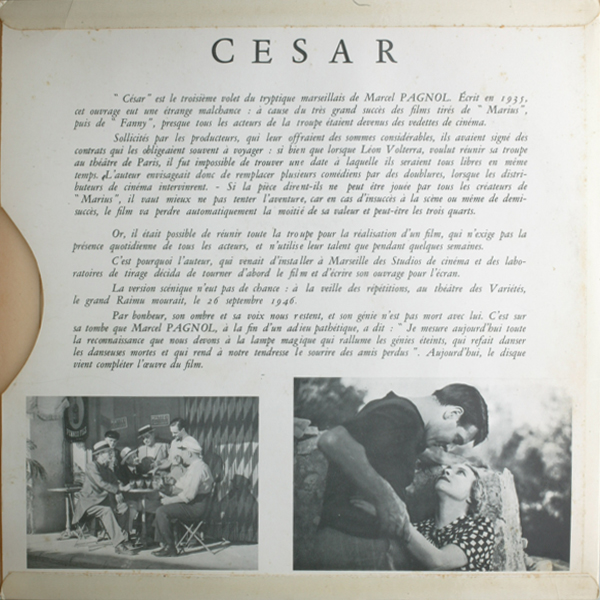 CESAR
" César " est le troisième volet du tryptique marseillais de Marcel PAGNOL. Écrit en 1935,
cet ouvrage eut une étrange malchance : à cause du très grand succès des films tirés de " Marius",
puis de " Fanny", presque tous les acteurs de la troupe étaient devenus des vedettes de cinéma.
Sollicités par les producteurs, qui leur offraient des sommes considérables, ils avaient signé des
contrats qui les obligeaient souvent à voyager : si bien que lorsque Léon Volterra, voulut réunir sa troupe
au théâtre de Paris, il fut impossible de trouver une date à laquelle ils seraient tous libres en même
temps. L'auteur envisageait donc de remplacer plusieurs comédiens par des doublures, lorsque les distri-
buteurs de cinéma intervinrent. - Si la pièce dirent-ils ne peut être jouée par tous les créateurs de
" Marius", il vaut mieux ne pas tenter l'aventure, car en cas d'insuccès à la scène ou même de demi-
succès, le film va perdre automatiquement la moitié de sa valeur et peut-être les trois quarts.
Or, il était possible de réunir toute la troupe pour la réalisation d'un film, qui n'exige pas la
présence quotidienne de tous les acteurs, et n'utilise leur talent que pendant quelques semaines.
C'est pourquoi l'auteur, qui venait d'installer à Marseille des Studios de cinéma et des labo-
ratoires de tirage décida de tourner d'abord le film et d'écrire son ouvrage pour l'écran.
La version scénique n'eut pas de chance : à la veille des répétitions, au théâtre des Variétés,
le grand Raimu mourait, le 26 septembre 1946.
Par bonheur, son ombre et sa voix nous restent, et son génie n'est pas mort avec lui. C'est sur
sa tombe que Marcel PAGNOL, à la fin d'un adieu pathétique, a dit : " Je mesure aujourd'hui toute
la reconnaissance que nous devons à la lampe magique qui rallume les génies éteints, qui refait danser
les danseuses mortes et qui rend à notre tendresse le sourire des amis perdus ". Aujourd'hui, le disque
vient compléter l'œuvre du film.